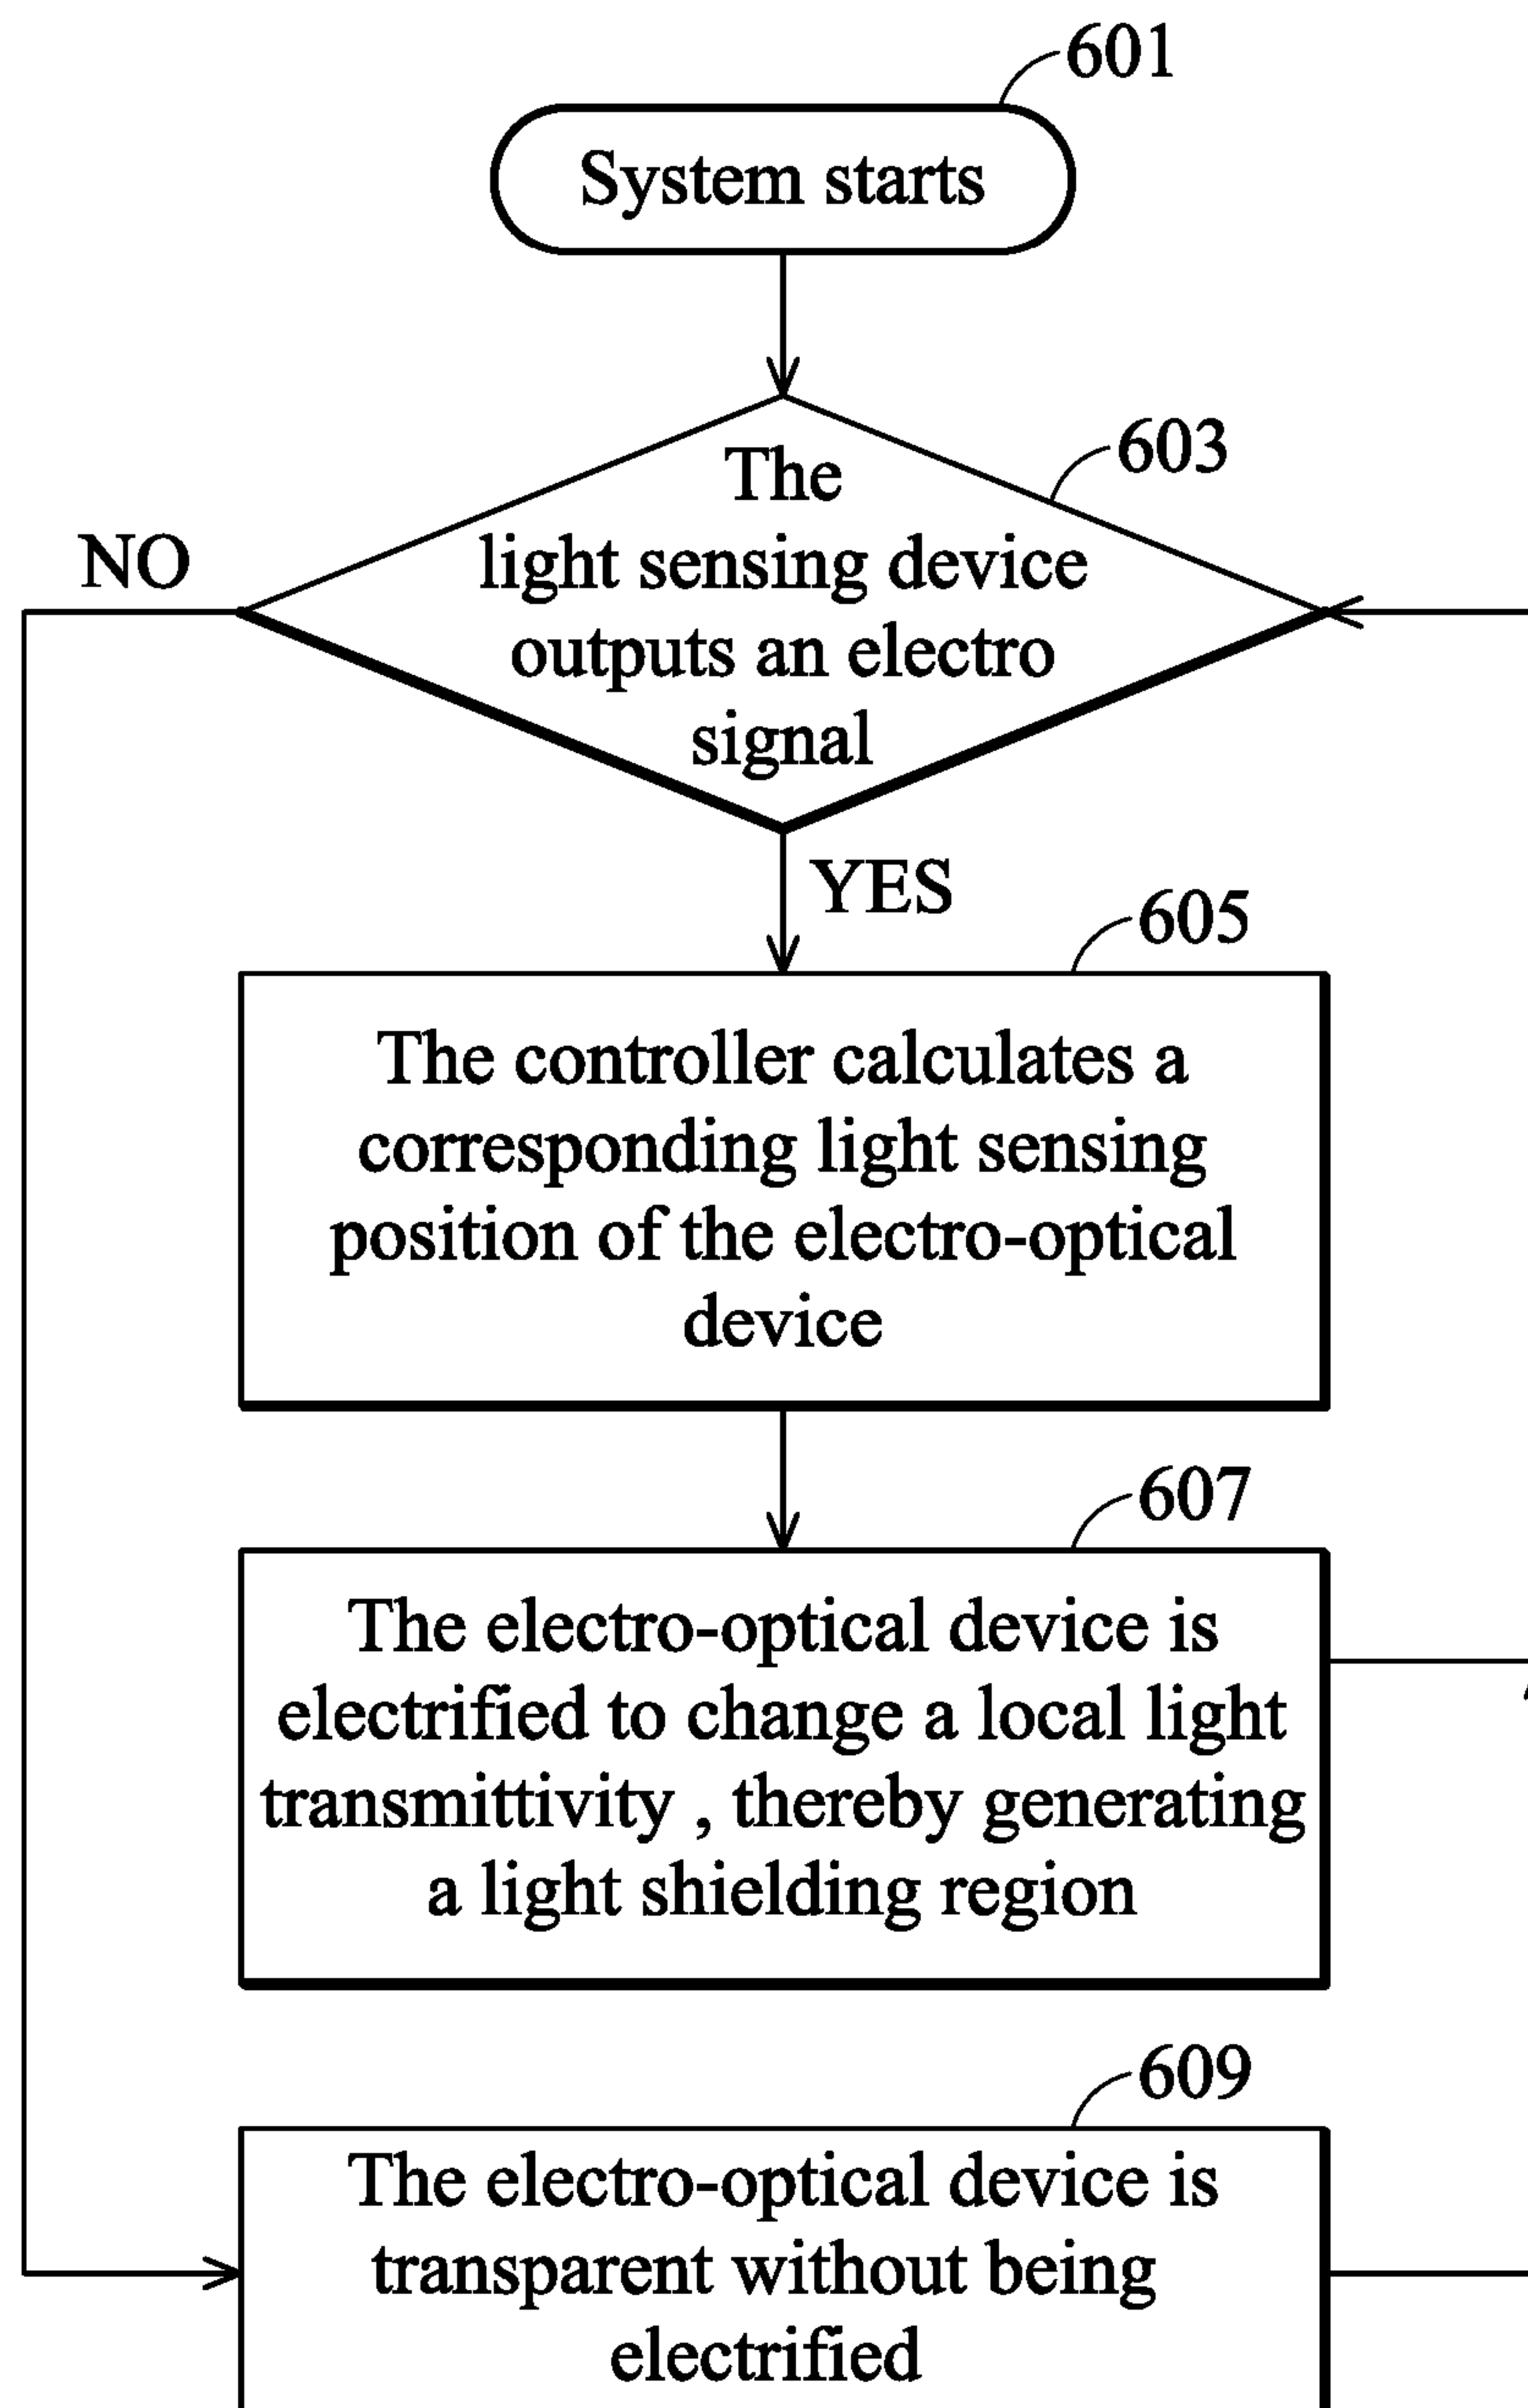 601
System starts
603
The
light sensing device
outputs an electro
signal
NO
YES
605
The controller calculates a
corresponding light sensing
position of the electro-optical
device
607
The electro-optical device is
electrified to change a local light
transmittivity , thereby generating
a light shielding region
609
The electro-optical device is
transparent without being
electrified